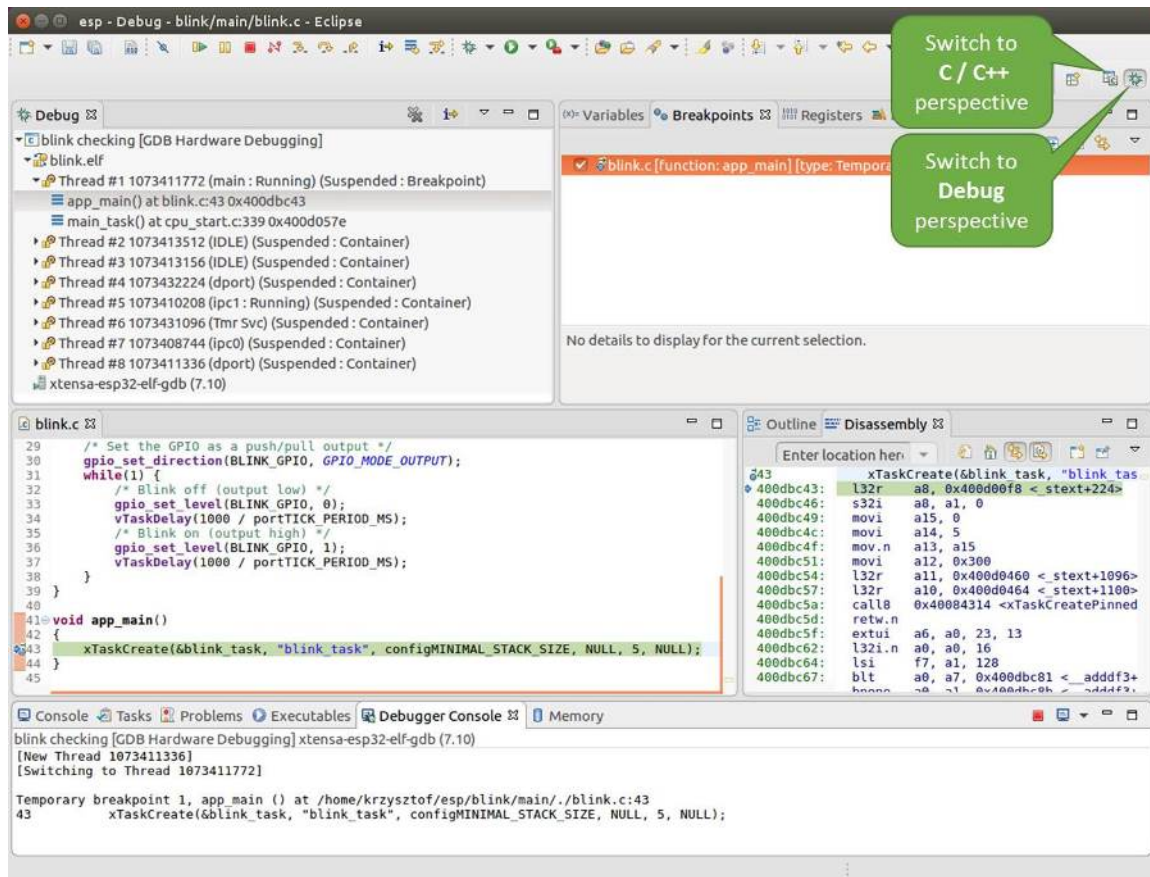 esp - Debug - blink/main/blink.c - Eclipse
Switch to
C / C++
perspective
Switch to
Debug
perspective
Debug
blink checking [GDB Hardware Debugging]
blink.elf
Thread #1 1073411772 (main : Running) (Suspended : Breakpoint)
app_main() at blink.c:43 0x400dbc43
main_task() at cpu_start.c:339 0x400d057e
Thread #2 1073413512 (IDLE) (Suspended : Container)
Thread #3 1073413156 (IDLE) (Suspended : Container)
Thread #4 1073432224 (dport) (Suspended : Container)
Thread #5 1073410208 (ipc1 : Running) (Suspended : Container)
Thread #6 1073431096 (Tmr Svc) (Suspended : Container)
Thread #7 1073408744 (ipc0) (Suspended : Container)
Thread #8 1073411336 (dport) (Suspended : Container)
xtensa-esp32-elf-gdb (7.10)
(x)= Variables Breakpoints Registers
blink.c [function: app_main] [type: Tempora
No details to display for the current selection.
blink.c
29 /* Set the GPIO as a push/pull output */
30 gpio_set_direction(BLINK_GPIO, GPIO_MODE_OUTPUT);
31 while(1) {
32 /* Blink off (output low) */
33 gpio_set_level(BLINK_GPIO, 0);
34 vTaskDelay(1000 / portTICK_PERIOD_MS);
35 /* Blink on (output high) */
36 gpio_set_level(BLINK_GPIO, 1);
37 vTaskDelay(1000 / portTICK_PERIOD_MS);
38 }
39 }
40
41 void app_main()
42 {
43 xTaskCreate(&blink_task, "blink_task", configMINIMAL_STACK_SIZE, NULL, 5, NULL);
44 }
45
Outline Disassembly
Enter location her
43 xTaskCreate(&blink_task, "blink_tas
400dbc43: l32r a8, 0x400d00f8 <_stext+224>
400dbc46: s32i a8, a1, 0
400dbc49: movi a15, 0
400dbc4c: movi a14, 5
400dbc4f: mov.n a13, a15
400dbc51: movi a12, 0x300
400dbc54: l32r a11, 0x400d0460 <_stext+1096>
400dbc57: l32r a10, 0x400d0464 <_stext+1100>
400dbc5a: call8 0x40084314 <xTaskCreatePinned
400dbc5d: retw.n
400dbc5f: extui a6, a0, 23, 13
400dbc62: l32i.n a0, a0, 16
400dbc64: lsi f7, a1, 128
400dbc67: blt a0, a7, 0x400dbc81 <__adddf3+
Console Tasks Problems Executables Debugger Console Memory
blink checking [GDB Hardware Debugging] xtensa-esp32-elf-gdb (7.10)
[New Thread 1073411336]
[Switching to Thread 1073411772]
Temporary breakpoint 1, app_main () at /home/krzysztof/esp/blink/main/./blink.c:43
43 xTaskCreate(&blink_task, "blink_task", configMINIMAL_STACK_SIZE, NULL, 5, NULL);